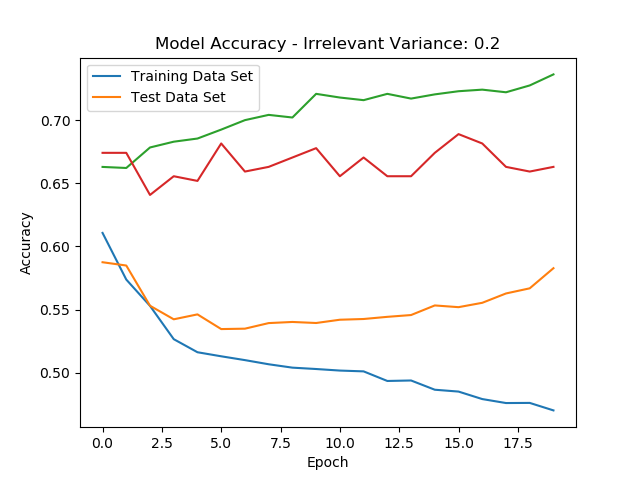 Model Accuracy - Irrelevant Variance: 0.2
Training Data Set
Test Data Set
0.70
0.65
0.60
0.55
0.50
Accuracy
0.0 2.5 5.0 7.5 10.0 12.5 15.0 17.5
Epoch